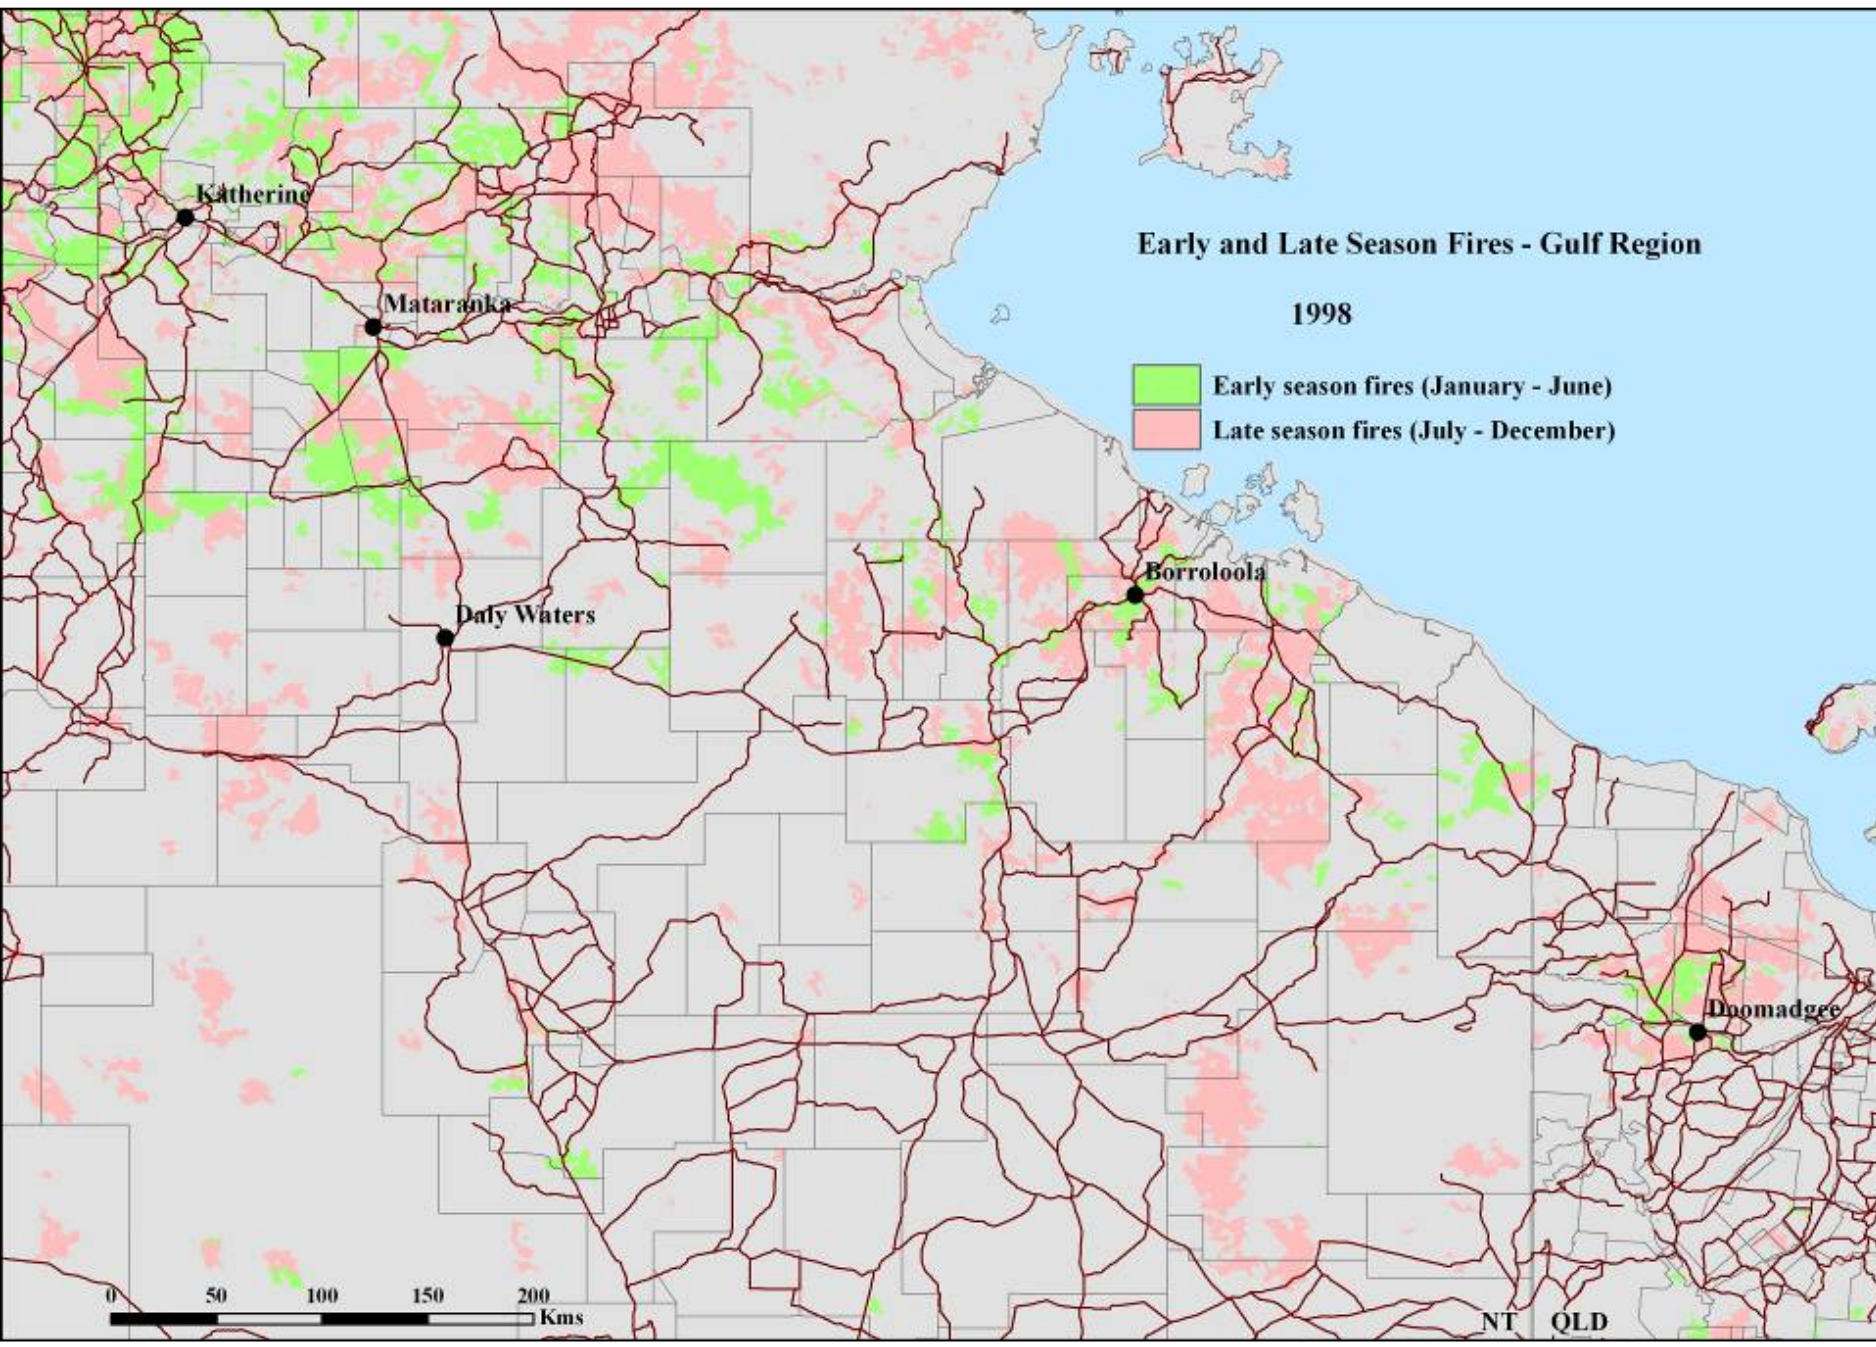 Katherine
Early and Late Season Fires - Gulf Region
Mataranka
1998
Early season fires (January - June)
Late season fires (July - December)
Borroloola
Daly Waters
Doomadgee
0 50 100 150 200
Kms
NT QLD